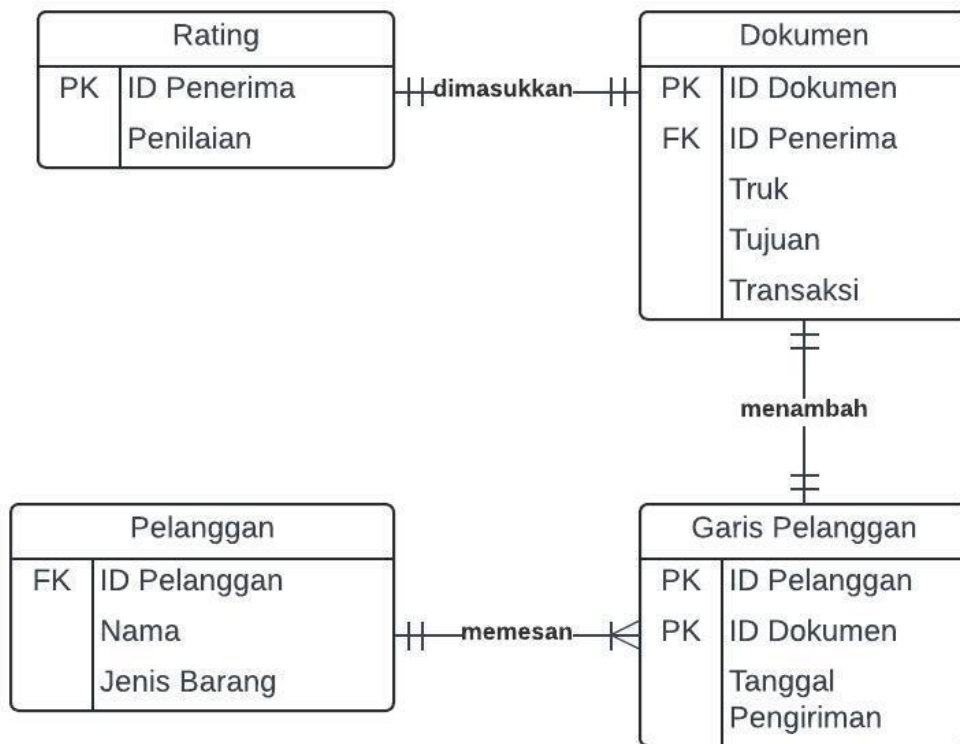 Rating
PK ID Penerima
Penilaian
dimasukkan
Dokumen
PK ID Dokumen
FK ID Penerima
Truk
Tujuan
Transaksi
menambah
Pelanggan
FK ID Pelanggan
Nama
Jenis Barang
memesan
Garis Pelanggan
PK ID Pelanggan
PK ID Dokumen
Tanggal
Pengiriman